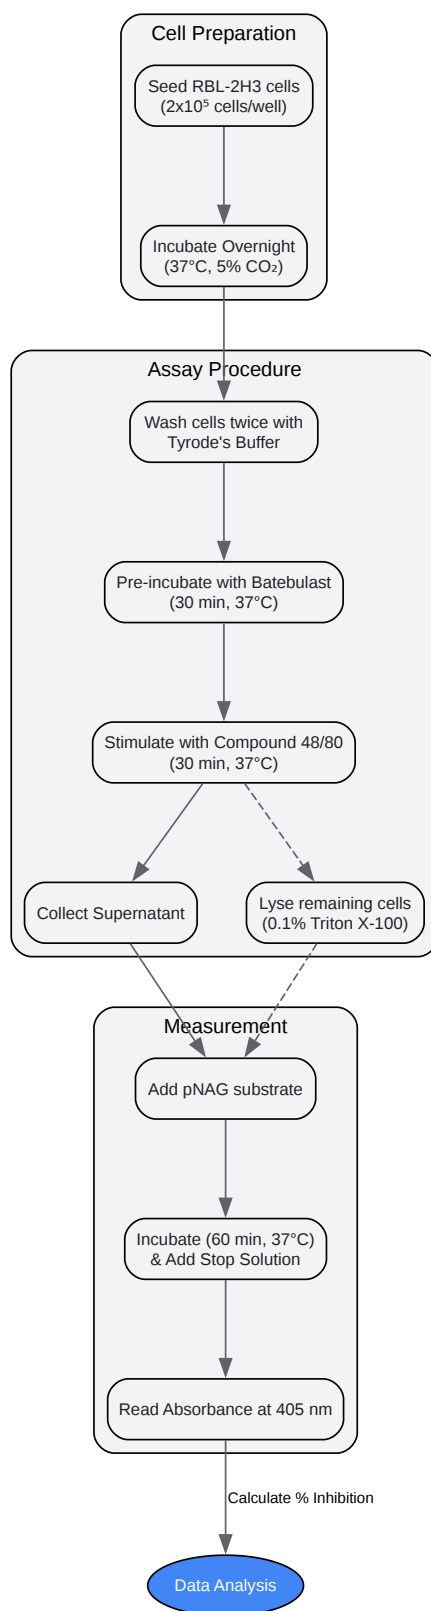 Cell Preparation
Seed RBL-2H3 cells
(2x10⁵ cells/well)
Incubate Overnight
(37°C, 5% CO₂)
Assay Procedure
Wash cells twice with
Tyrode's Buffer
Pre-incubate with Batebulast
(30 min, 37°C)
Stimulate with Compound 48/80
(30 min, 37°C)
Collect Supernatant
Lyse remaining cells
(0.1% Triton X-100)
Measurement
Add pNAG substrate
Incubate (60 min, 37°C)
& Add Stop Solution
Read Absorbance at 405 nm
Calculate % Inhibition
Data Analysis